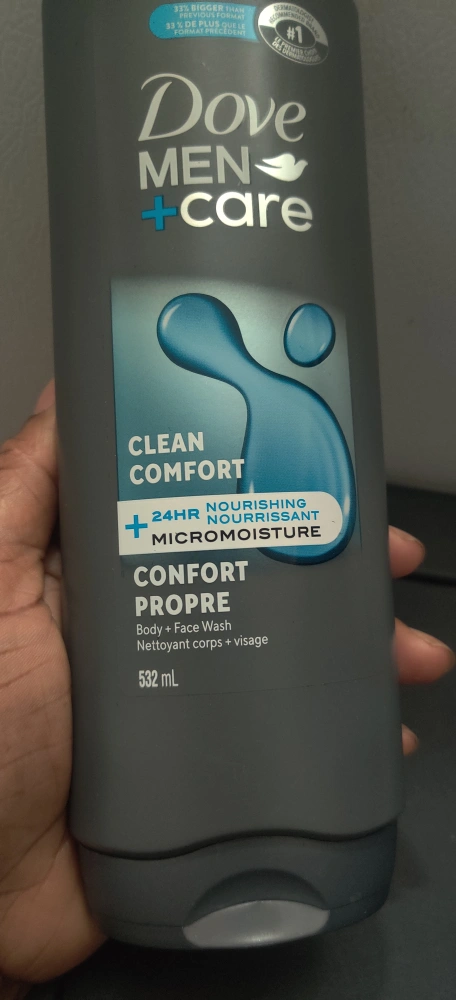 33% BIGGER THAN
PREVIOUS FORMAT
33 % DE PLUS QUE LE
FORMAT PRÉCÉDENT
#1
Dove
MEN
+care
CLEAN
COMFORT
+ 24HR NOURISHING
NOURRISSANT
MICROMOISTURE
CONFORT
PROPRE
Body + Face Wash
Nettoyant corps + visage
532 mL